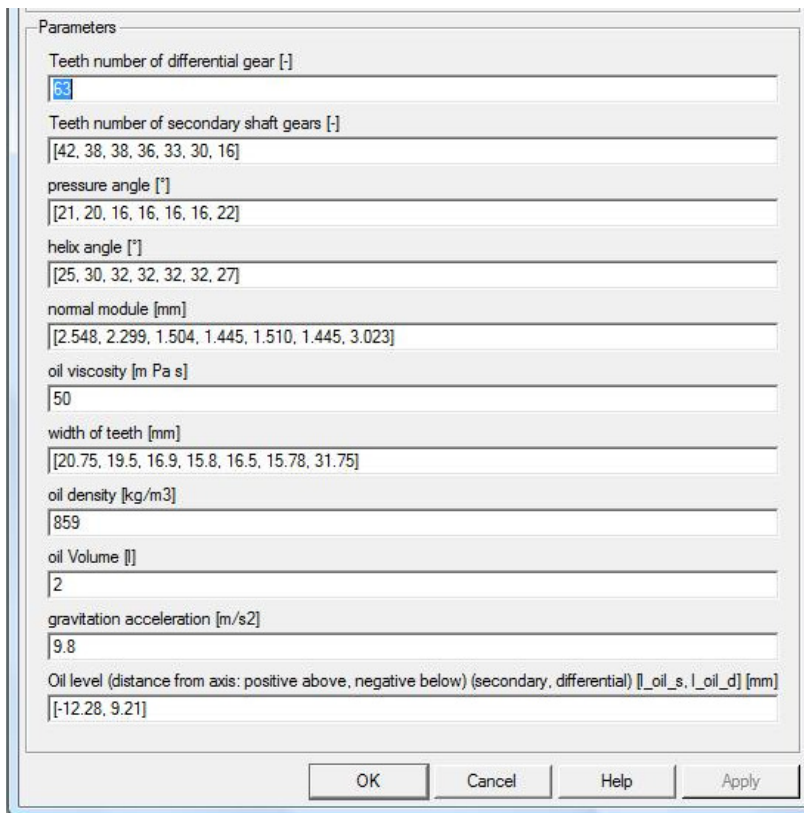 Parameters
Teeth number of differential gear [-]
63
Teeth number of secondary shaft gears [-]
[42, 38, 38, 36, 33, 30, 16]
pressure angle [°]
[21, 20, 16, 16, 16, 16, 22]
helix angle [°]
[25, 30, 32, 32, 32, 32, 27]
normal module [mm]
[2.548, 2.299, 1.504, 1.445, 1.510, 1.445, 3.023]
oil viscosity [m Pa s]
50
width of teeth [mm]
[20.75, 19.5, 16.9, 15.8, 16.5, 15.78, 31.75]
oil density [kg/m3]
859
oil Volume [l]
2
gravitation acceleration [m/s2]
9.8
Oil level (distance from axis: positive above, negative below) (secondary, differential) [l_oil_s, l_oil_d] [mm]
[-12.28, 9.21]
OK Cancel Help Apply